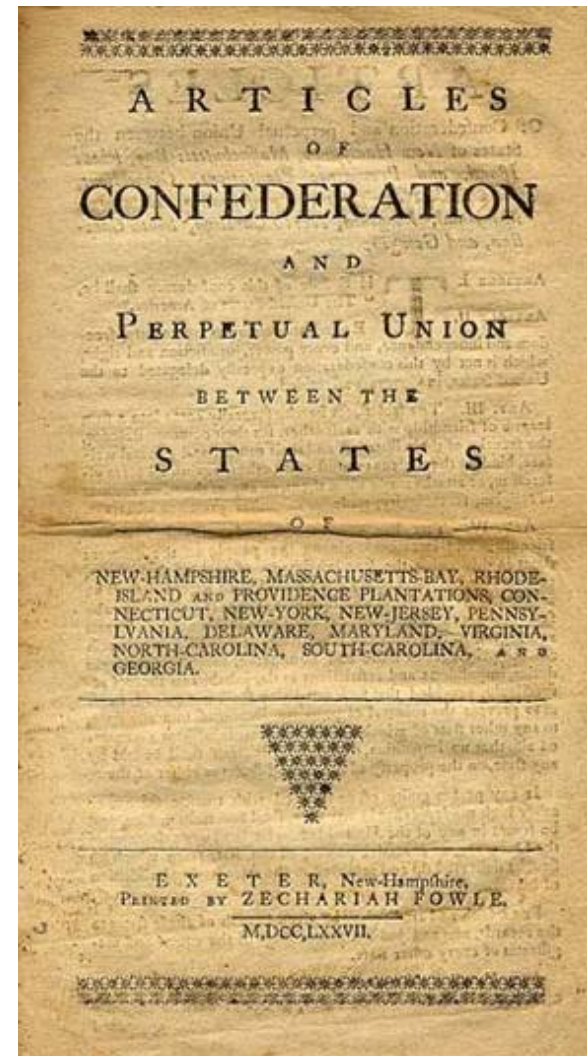 ARTICLES
OF
CONFEDERATION
AND
PERPETUAL UNION
BETWEEN THE
STATES
OF
NEW-HAMPSHIRE, MASSACHUSETTS-BAY, RHODE-
ISLAND AND PROVIDENCE PLANTATIONS, CON-
NECTICUT, NEW-YORK, NEW-JERSEY, PENNSY-
LVANIA, DELAWARE, MARYLAND, VIRGINIA,
NORTH-CAROLINA, SOUTH-CAROLINA, AND
GEORGIA.
EXETER, New-Hampſhire,
PRINTED BY ZECHARIAH FOWLE.
M,DCC,LXXVII.